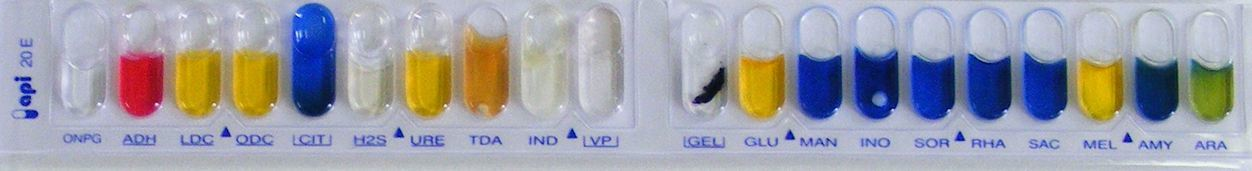 api 20 E
ONPG ADH LDC ODC CIT H2S URE TDA IND VP GEL GLU MAN INO SOR RHA SAC MEL AMY ARA